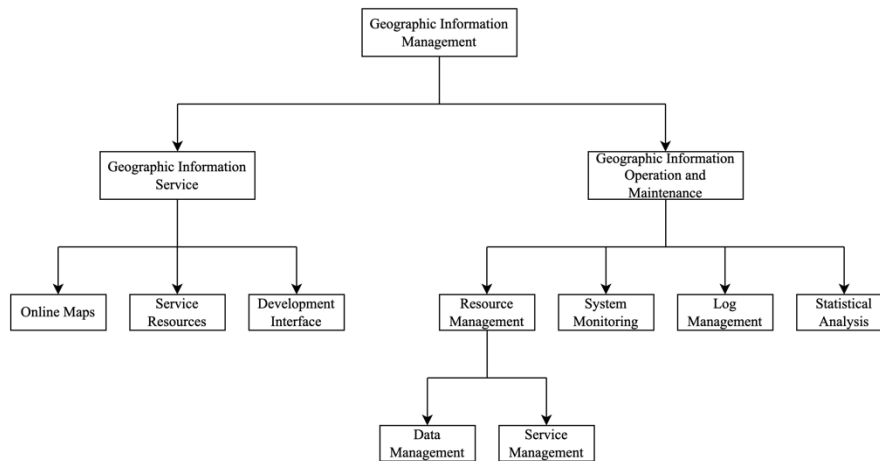 Geographic Information
Management
Geographic Information
Service
Geographic Information
Operation and
Maintenance
Online Maps
Service
Resources
Development
Interface
Resource
Management
System
Monitoring
Log
Management
Statistical
Analysis
Data
Management
Service
Management